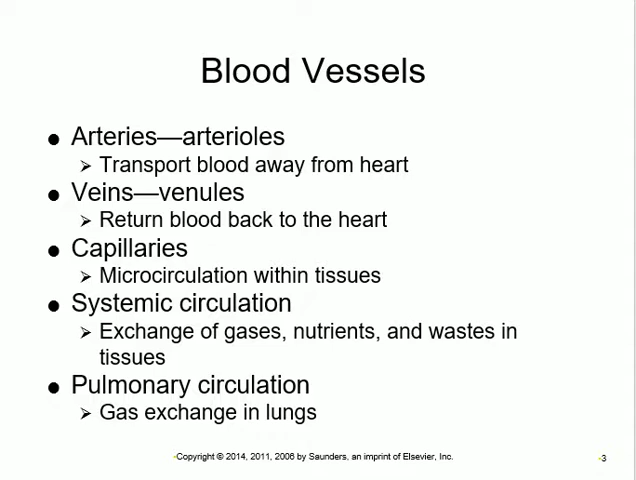 Blood Vessels
● Arteries—arterioles
➢ Transport blood away from heart
● Veins—venules
➢ Return blood back to the heart
● Capillaries
➢ Microcirculation within tissues
● Systemic circulation
➢ Exchange of gases, nutrients, and wastes in
tissues
● Pulmonary circulation
➢ Gas exchange in lungs
•Copyright © 2014, 2011, 2006 by Saunders, an imprint of Elsevier, Inc.
•3